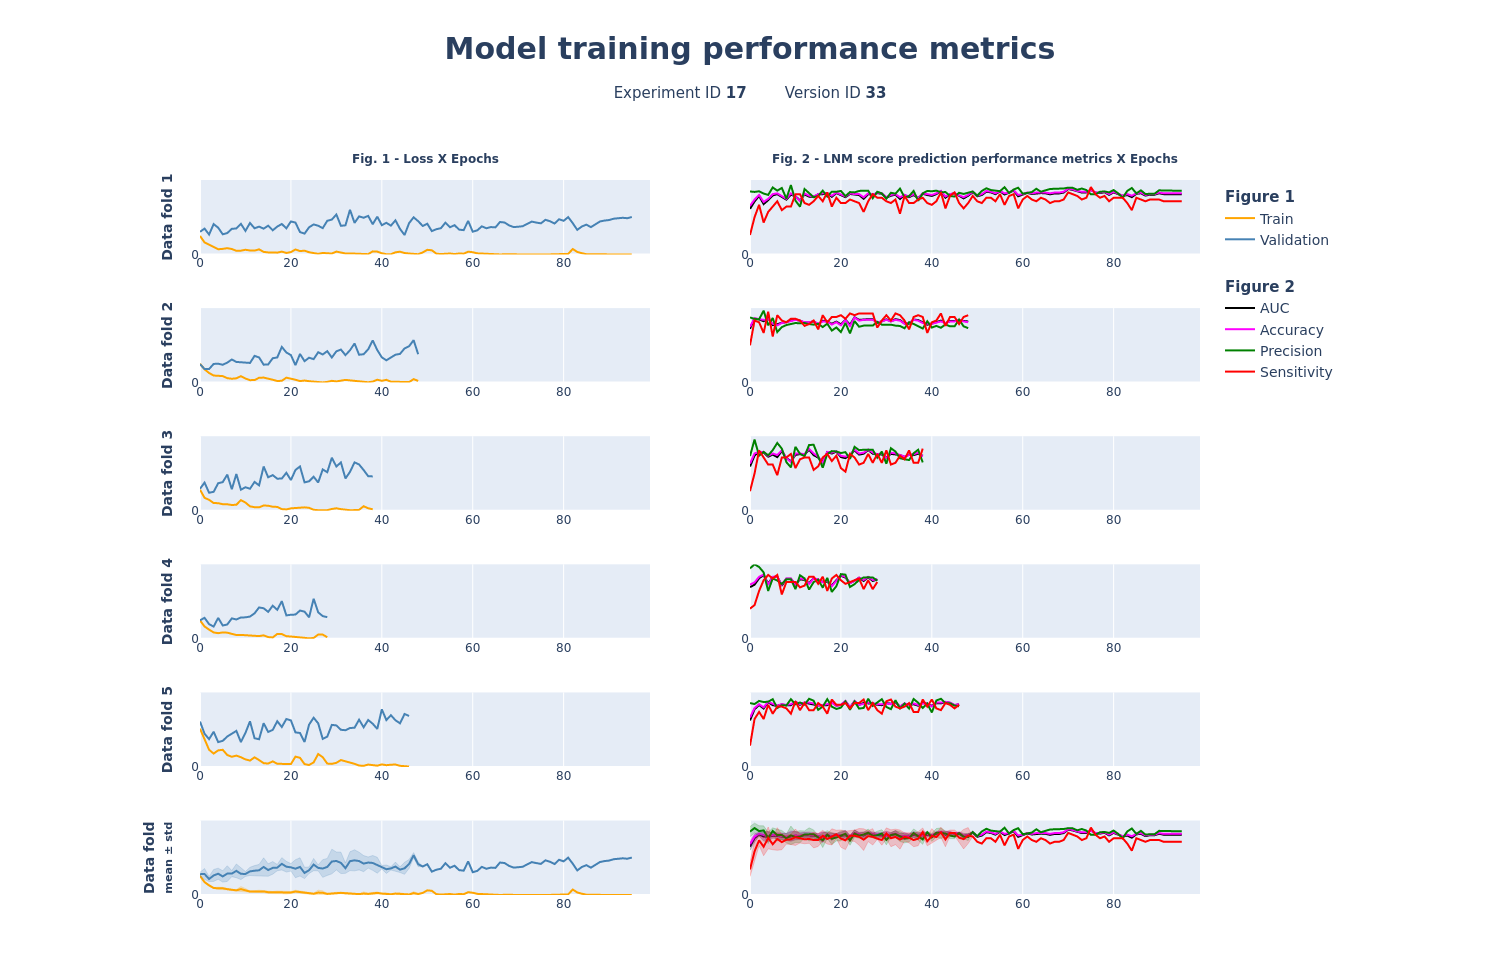 Model training performance metrics
Experiment ID 17 Version ID 33
Fig. 1 - Loss X Epochs
Fig. 2 - LNM score prediction performance metrics X Epochs
Data fold 1
0
0 20 40 60 80
0
0 20 40 60 80
Data fold 2
0
0 20 40 60 80
0
0 20 40 60 80
Data fold 3
0
0 20 40 60 80
0
0 20 40 60 80
Data fold 4
0
0 20 40 60 80
0
0 20 40 60 80
Data fold 5
0
0 20 40 60 80
0
0 20 40 60 80
Data fold
mean ± std
0
0 20 40 60 80
0
0 20 40 60 80
Figure 1
Train
Validation
Figure 2
AUC
Accuracy
Precision
Sensitivity